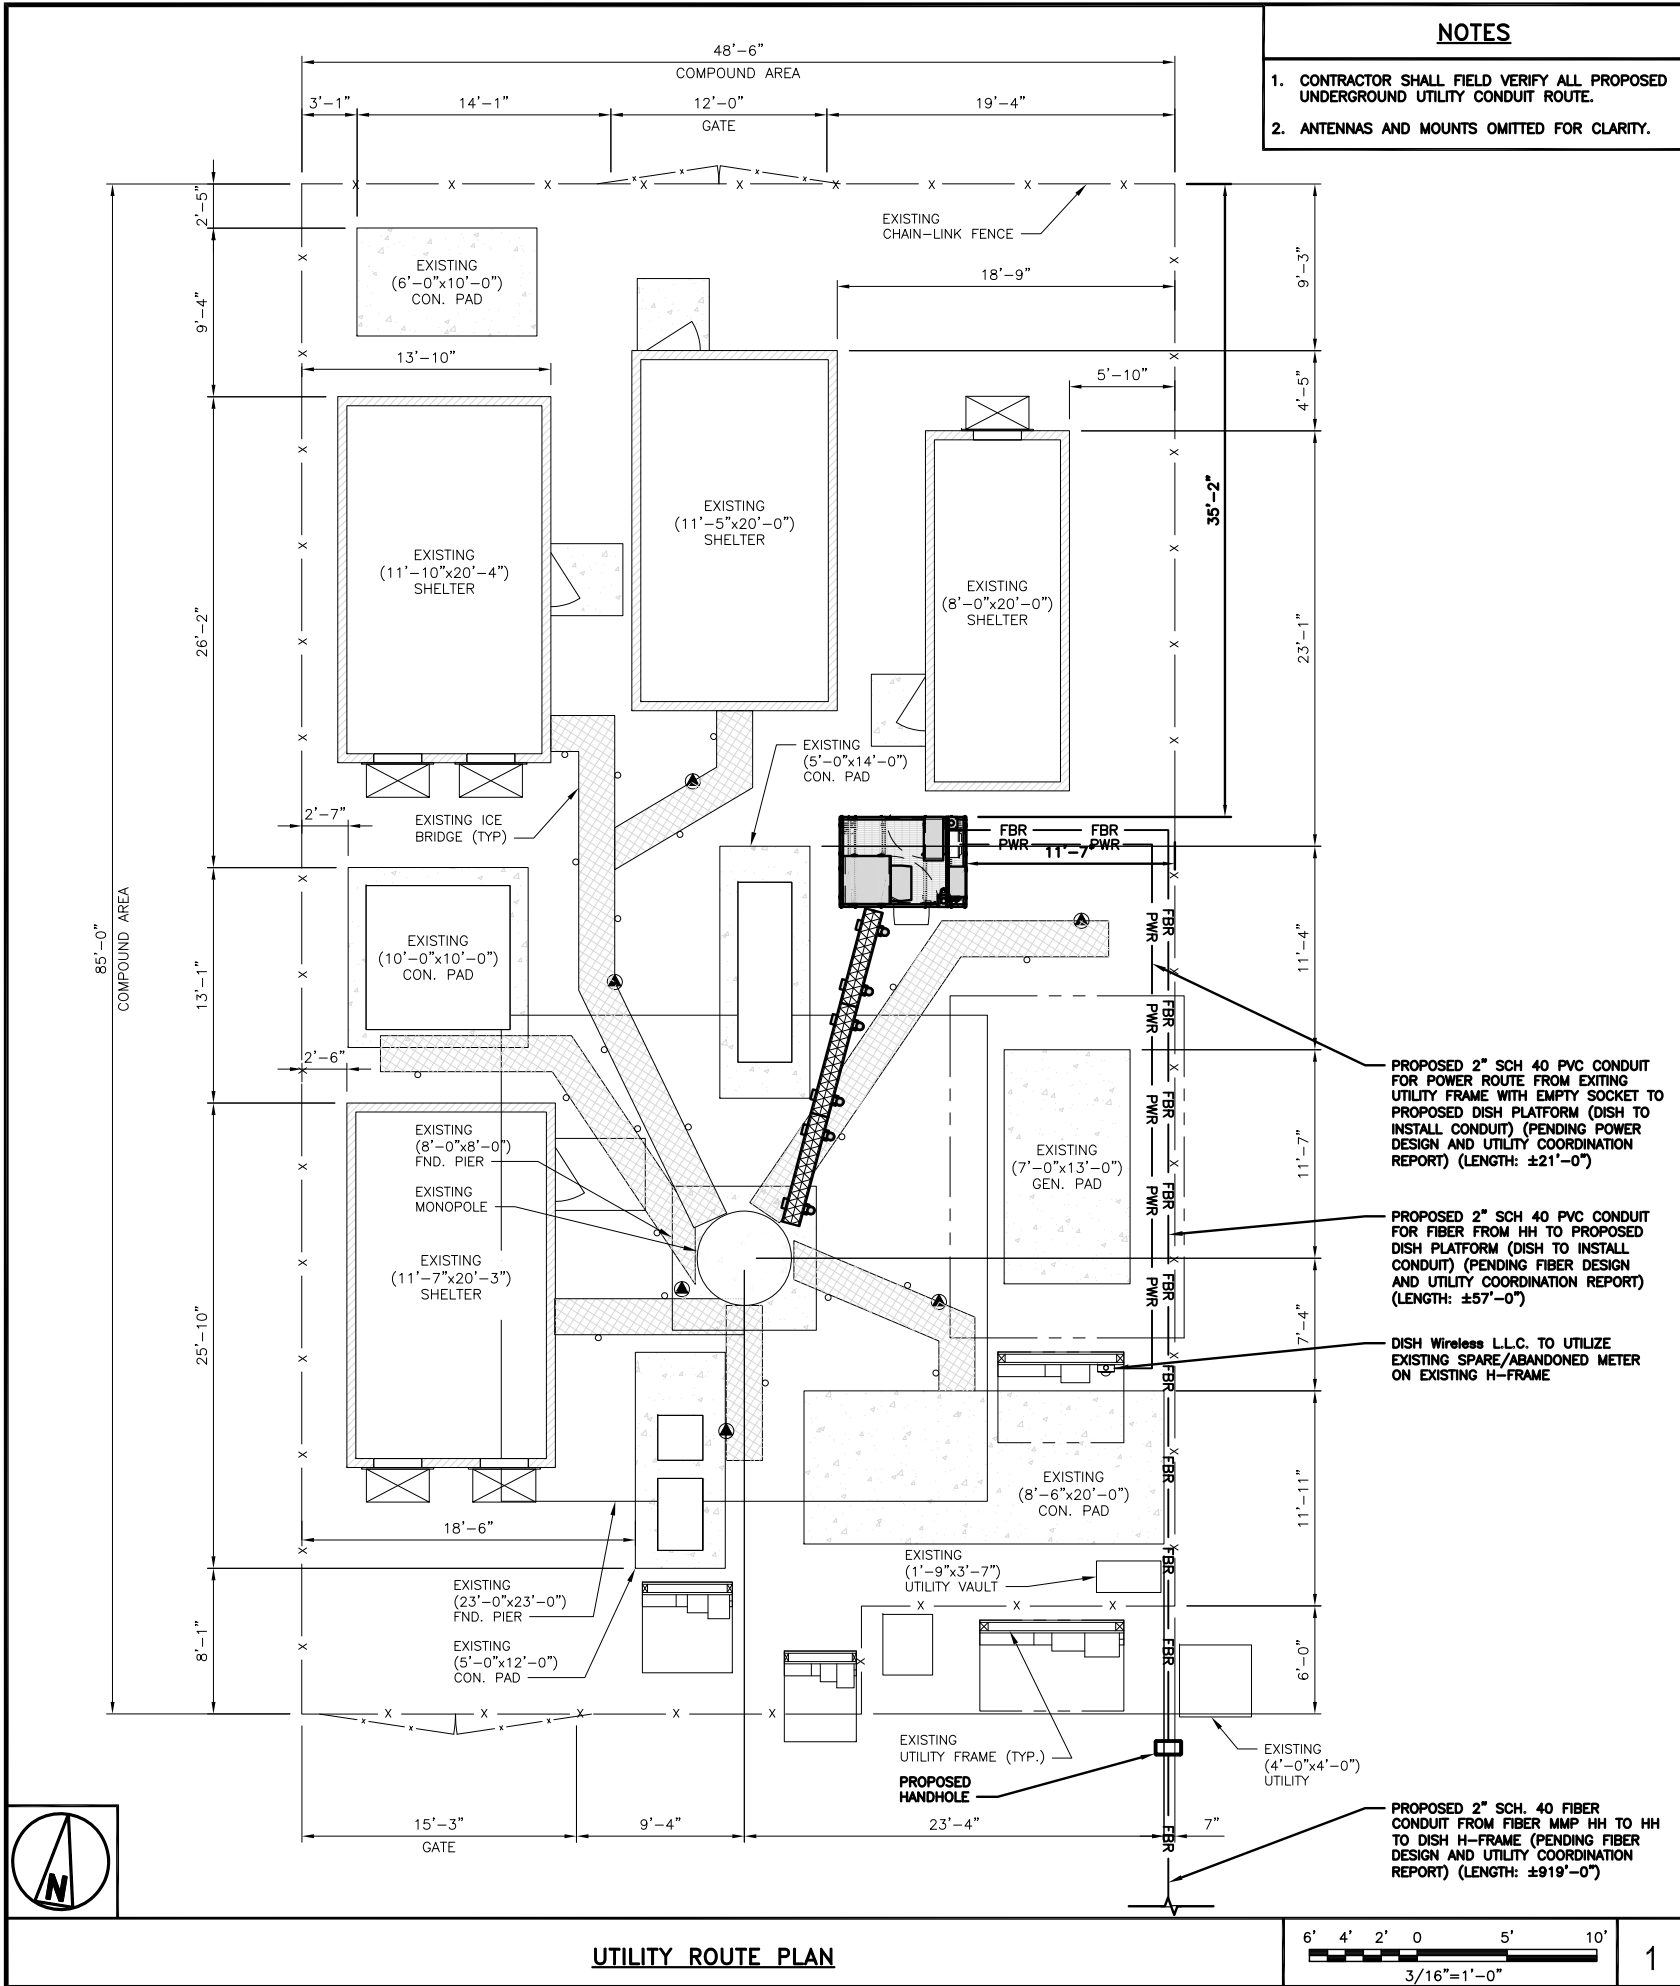 NOTES
1. CONTRACTOR SHALL FIELD VERIFY ALL PROPOSED
UNDERGROUND UTILITY CONDUIT ROUTE.
2. ANTENNAS AND MOUNTS OMITTED FOR CLARITY.
48'-6"
COMPOUND AREA
3'-1"
14'-1"
12'-0"
GATE
19'-4"
2'-5"
9'-4"
26'-2"
13'-1"
25'-10"
8'-1"
85'-0"
COMPOUND AREA
EXISTING
CHAIN-LINK FENCE
18'-9"
9'-3"
EXISTING
(6'-0"x10'-0")
CON. PAD
13'-10"
5'-10"
4'-5"
35'-2"
EXISTING
(11'-10"x20'-4")
SHELTER
EXISTING
(11'-5"x20'-0")
SHELTER
EXISTING
(8'-0"x20'-0")
SHELTER
23'-1"
EXISTING
(5'-0"x14'-0")
CON. PAD
2'-7"
EXISTING ICE
BRIDGE (TYP)
FBR FBR
PWR PWR
11'-7"
EXISTING
(10'-0"x10'-0")
CON. PAD
FBR
PWR
11'-4"
FBR
PWR
2'-6"
FBR
PWR
PROPOSED 2" SCH 40 PVC CONDUIT
FOR POWER ROUTE FROM EXITING
UTILITY FRAME WITH EMPTY SOCKET TO
PROPOSED DISH PLATFORM (DISH TO
INSTALL CONDUIT) (PENDING POWER
DESIGN AND UTILITY COORDINATION
REPORT) (LENGTH: ±21'-0")
EXISTING
(8'-0"x8'-0")
FND. PIER
EXISTING
MONOPOLE
EXISTING
(7'-0"x13'-0")
GEN. PAD
11'-7"
FBR
PWR
PROPOSED 2" SCH 40 PVC CONDUIT
FOR FIBER FROM HH TO PROPOSED
DISH PLATFORM (DISH TO INSTALL
CONDUIT) (PENDING FIBER DESIGN
AND UTILITY COORDINATION REPORT)
(LENGTH: ±57'-0")
EXISTING
(11'-7"x20'-3")
SHELTER
FBR
PWR
7'-4"
DISH Wireless L.L.C. TO UTILIZE
EXISTING SPARE/ABANDONED METER
ON EXISTING H-FRAME
FBR
FBR
EXISTING
(8'-6"x20'-0")
CON. PAD
11'-11"
18'-6"
FBR
EXISTING
(1'-9"x3'-7")
UTILITY VAULT
EXISTING
(23'-0"x23'-0")
FND. PIER
EXISTING
(5'-0"x12'-0")
CON. PAD
FBR
6'-0"
EXISTING
UTILITY FRAME (TYP.)
PROPOSED
HANDHOLE
EXISTING
(4'-0"x4'-0")
UTILITY
15'-3"
GATE
9'-4"
23'-4"
7"
FBR
PROPOSED 2" SCH. 40 FIBER
CONDUIT FROM FIBER MMP HH TO HH
TO DISH H-FRAME (PENDING FIBER
DESIGN AND UTILITY COORDINATION
REPORT) (LENGTH: ±919'-0")
N
UTILITY ROUTE PLAN
6' 4' 2' 0 5' 10'
3/16"=1'-0"
1